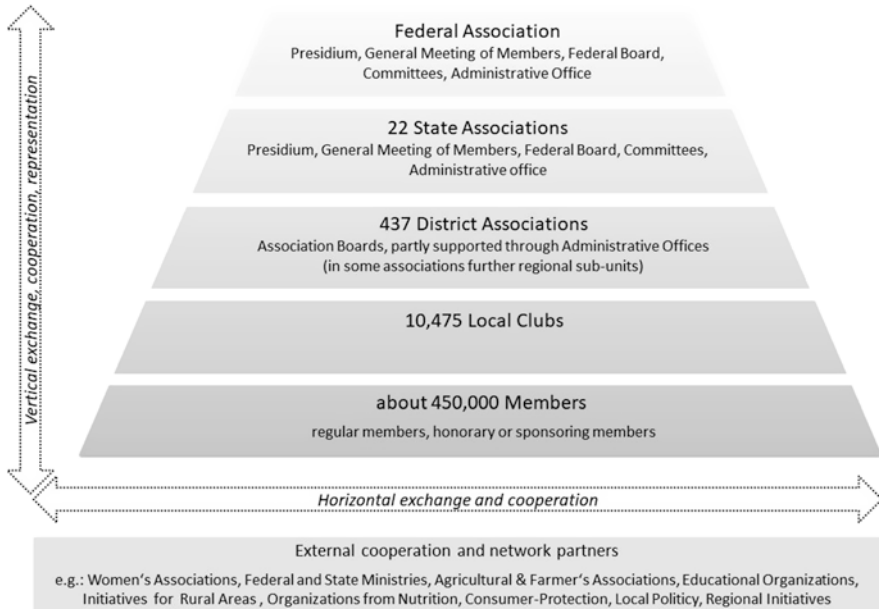 Federal Association
Presidium, General Meeting of Members, Federal Board,
Committees, Administrative Office
22 State Associations
Presidium, General Meeting of Members, Federal Board, Committees,
Administrative office
437 District Associations
Association Boards, partly supported through Administrative Offices
(in some associations further regional sub-units)
10,475 Local Clubs
about 450,000 Members
regular members, honorary or sponsoring members
Vertical exchange, cooperation, representation
Horizontal exchange and cooperation
External cooperation and network partners
e.g.: Women's Associations, Federal and State Ministries, Agricultural & Farmer's Associations, Educational Organizations,
Initiatives for Rural Areas , Organizations from Nutrition, Consumer-Protection, Local Politicy, Regional Initiatives